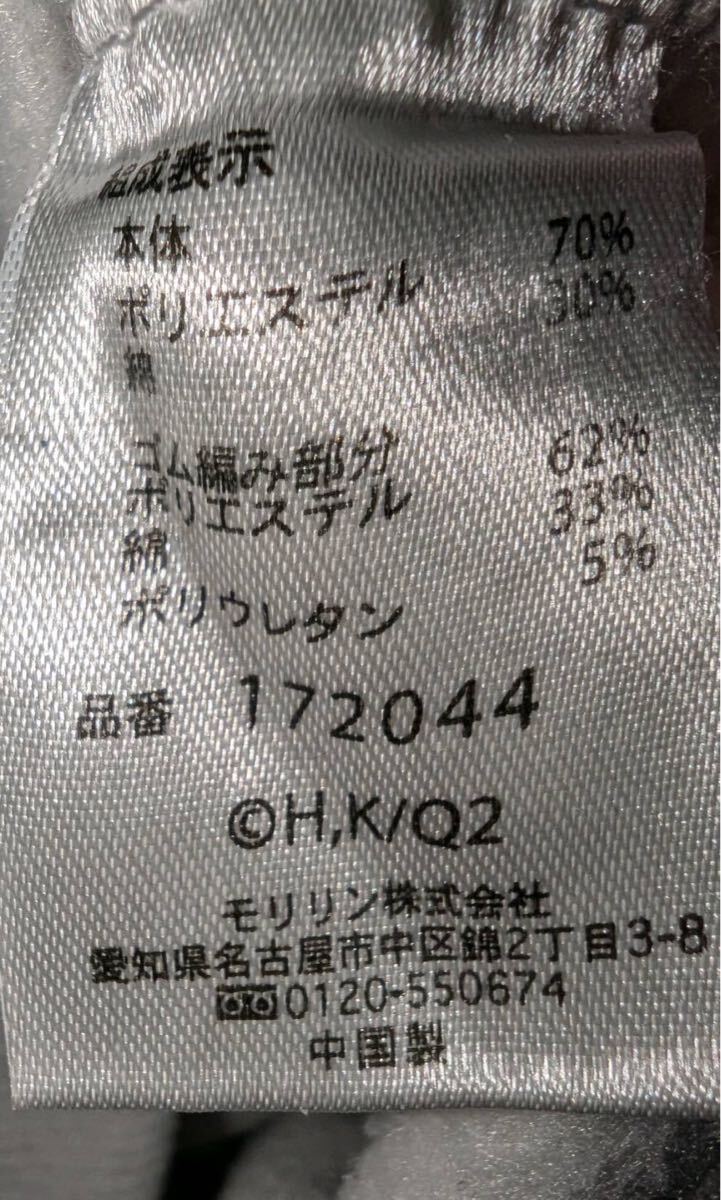 組成表示
本体
ポリエステル 70%
綿 30%
ゴム編み部分
ポリエステル 62%
綿 33%
ポリウレタン 5%
品番 172044
©H,K/Q2
モリリン株式会社
愛知県名古屋市中区錦2丁目3-8
0120-550674
中国製